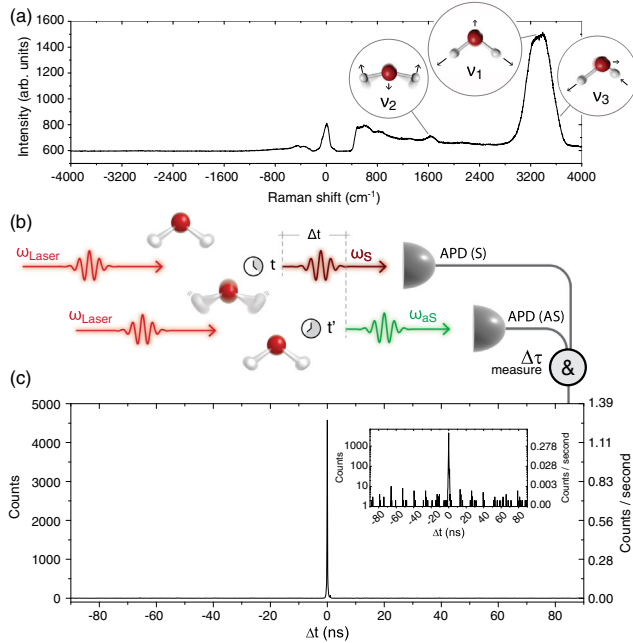 (a)
1600
1400
1200
1000
800
600
Intensity (arb. units)
ν2
ν1
ν3
-4000 -3200 -2400 -1600 -800 0 800 1600 2400 3200 4000
Raman shift (cm-1)
(b)
Δt
ωLaser
t
ωS
APD (S)
ωLaser
t'
ωaS
APD (AS)
Δτ
measure
&
(c)
5000
4000
3000
2000
1000
0
Counts
1000
100
10
1
Counts
0.278
0.028
0.003
0.00
Counts / second
-80 -60 -40 -20 0 20 40 60 80
Δt (ns)
1.39
1.11
0.83
0.56
0.28
0.00
Counts / second
-80 -60 -40 -20 0 20 40 60 80
Δt (ns)